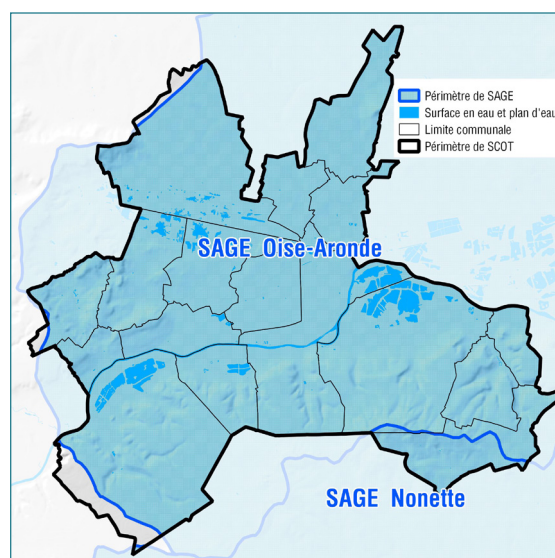 Périmètre de SAGE
Surface en eau et plan d'eau
Limite communale
Périmètre de SCOT
SAGE Oise-Aronde
SAGE Nonette